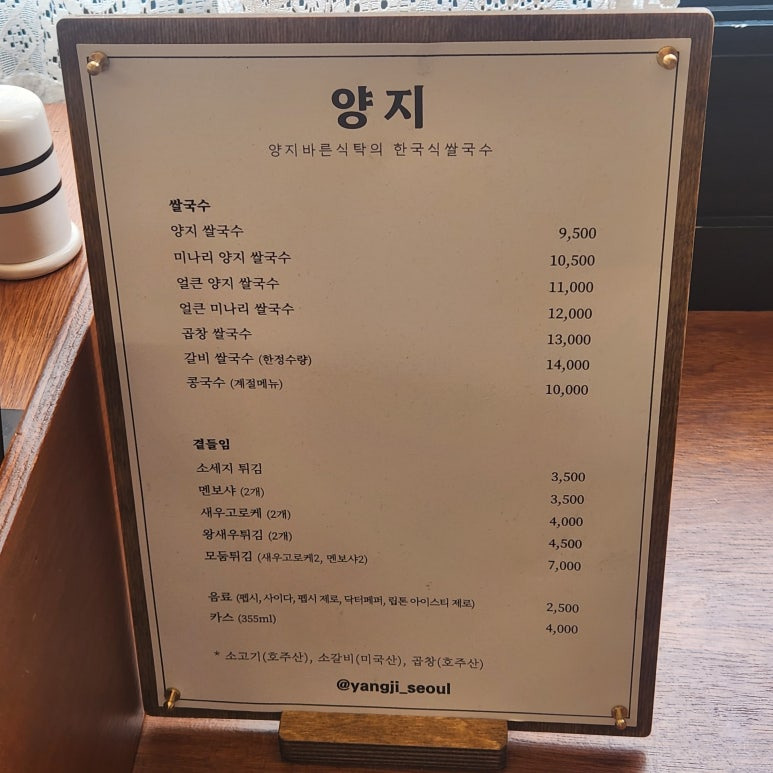 양지
양지바른식탁의 한국식쌀국수
쌀국수
양지 쌀국수 9,500
미나리 양지 쌀국수 10,500
얼큰 양지 쌀국수 11,000
얼큰 미나리 쌀국수 12,000
곱창 쌀국수 13,000
갈비 쌀국수 (한정수량) 14,000
콩국수 (계절메뉴) 10,000
곁들임
소세지 튀김 3,500
멘보샤 (2개) 3,500
새우고로케 (2개) 4,000
왕새우튀김 (2개) 4,500
모둠튀김 (새우고로케2, 멘보샤2) 7,000
음료 (펩시, 사이다, 펩시 제로, 닥터페퍼, 립톤 아이스티 제로) 2,500
카스 (355ml) 4,000
* 소고기(호주산), 소갈비(미국산), 곱창(호주산)
@yangji_seoul